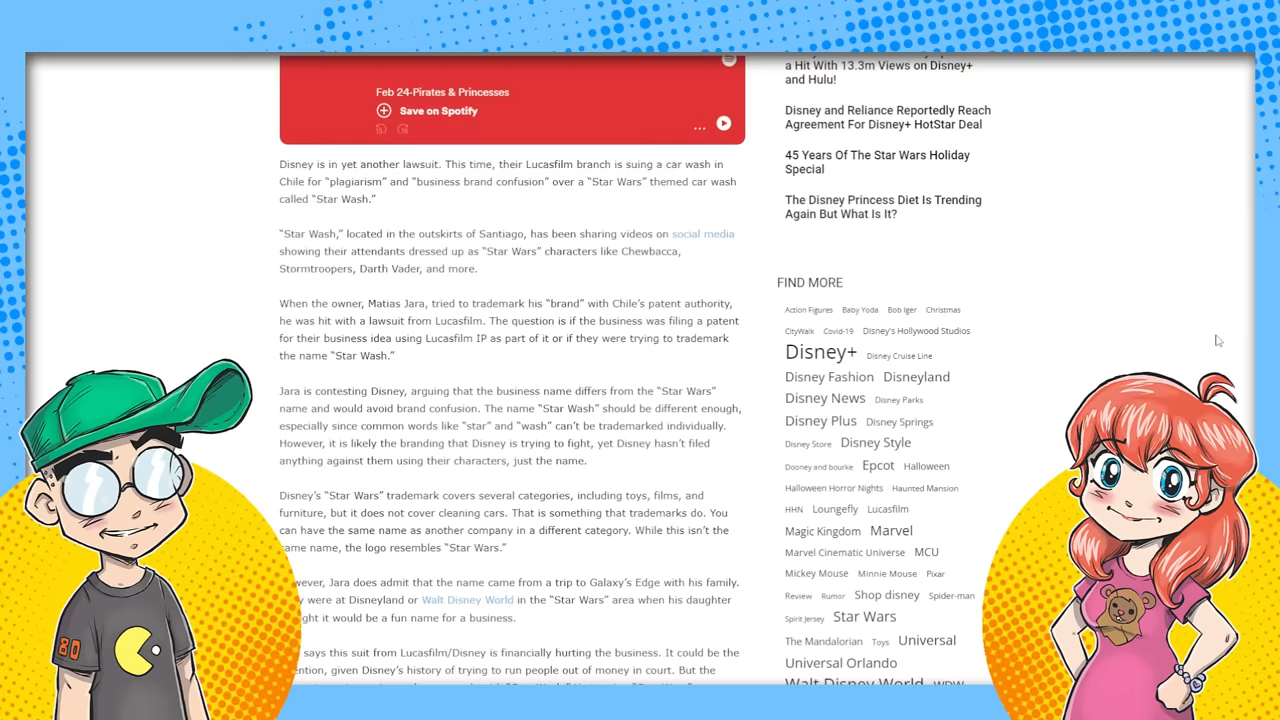 Feb 24-Pirates & Princesses
Save on Spotify
Disney is in yet another lawsuit. This time, their Lucasfilm branch is suing a car wash in
Chile for “plagiarism” and “business brand confusion” over a “Star Wars” themed car wash
called “Star Wash.”
“Star Wash,” located in the outskirts of Santiago, has been sharing videos on social media
showing their attendants dressed up as “Star Wars” characters like Chewbacca,
Stormtroopers, Darth Vader, and more.
When the owner, Matias Jara, tried to trademark his “brand” with Chile’s patent authority,
he was hit with a lawsuit from Lucasfilm. The question is if the business was filing a patent
for their business idea using Lucasfilm IP as part of it or if they were trying to trademark
the name “Star Wash.”
Jara is contesting Disney, arguing that the business name differs from the “Star Wars”
name and would avoid brand confusion. The name “Star Wash” should be different enough,
especially since common words like “star” and “wash” can’t be trademarked individually.
However, it is likely the branding that Disney is trying to fight, yet Disney hasn’t filed
anything against them using their characters, just the name.
Disney’s “Star Wars” trademark covers several categories, including toys, films, and
furniture, but it does not cover cleaning cars. That is something that trademarks do. You
can have the same name as another company in a different category. While this isn’t the
same name, the logo resembles “Star Wars.”
Jara does admit that the name came from a trip to Galaxy’s Edge with his family.
were at Disneyland or Walt Disney World in the “Star Wars” area when his daughter
it would be a fun name for a business.
says this suit from Lucasfilm/Disney is financially hurting the business. It could be the
given Disney’s history of trying to run people out of money in court. But the
a Hit With 13.3m Views on Disney+
and Hulu!
Disney and Reliance Reportedly Reach
Agreement For Disney+ HotStar Deal
45 Years Of The Star Wars Holiday
Special
The Disney Princess Diet Is Trending
Again But What Is It?
FIND MORE
Action Figures Baby Yoda Bob Iger Christmas
CityWalk Covid-19 Disney's Hollywood Studios
Disney+ Disney Cruise Line
Disney Fashion Disneyland
Disney News Disney Parks
Disney Plus Disney Springs
Disney Store Disney Style
Dooney and bourke Epcot Halloween
Halloween Horror Nights Haunted Mansion
HHN Loungefly Lucasfilm
Magic Kingdom Marvel
Marvel Cinematic Universe MCU
Mickey Mouse Minnie Mouse Pixar
Review Rumor Shop disney Spider-man
Spirit Jersey Star Wars
The Mandalorian Toys Universal
Universal Orlando
Walt Disney World WDW
80